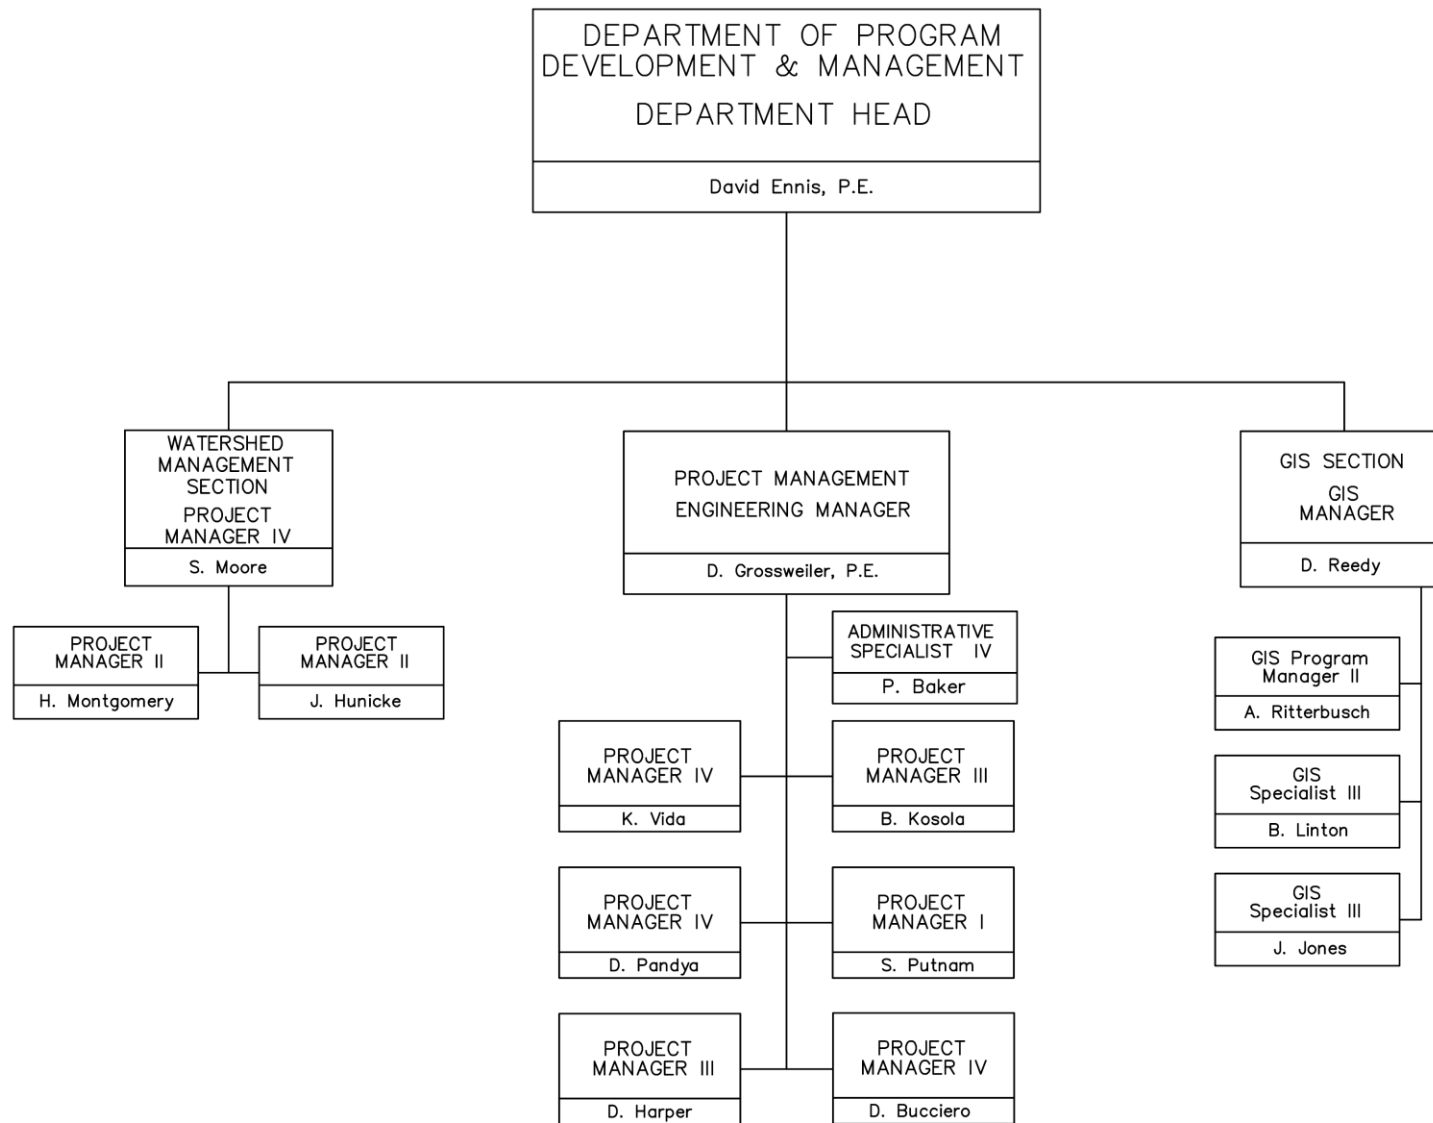 DEPARTMENT OF PROGRAM
DEVELOPMENT & MANAGEMENT
DEPARTMENT HEAD
David Ennis, P.E.
WATERSHED
MANAGEMENT
SECTION
PROJECT
MANAGER IV
S. Moore
PROJECT
MANAGER II
H. Montgomery
PROJECT
MANAGER II
J. Hunicke
PROJECT MANAGEMENT
ENGINEERING MANAGER
D. Grossweiler, P.E.
ADMINISTRATIVE
SPECIALIST IV
P. Baker
PROJECT
MANAGER IV
K. Vida
PROJECT
MANAGER III
B. Kosola
PROJECT
MANAGER IV
D. Pandya
PROJECT
MANAGER I
S. Putnam
PROJECT
MANAGER III
D. Harper
PROJECT
MANAGER IV
D. Bucciero
GIS SECTION
GIS
MANAGER
D. Reedy
GIS Program
Manager II
A. Ritterbusch
GIS
Specialist III
B. Linton
GIS
Specialist III
J. Jones